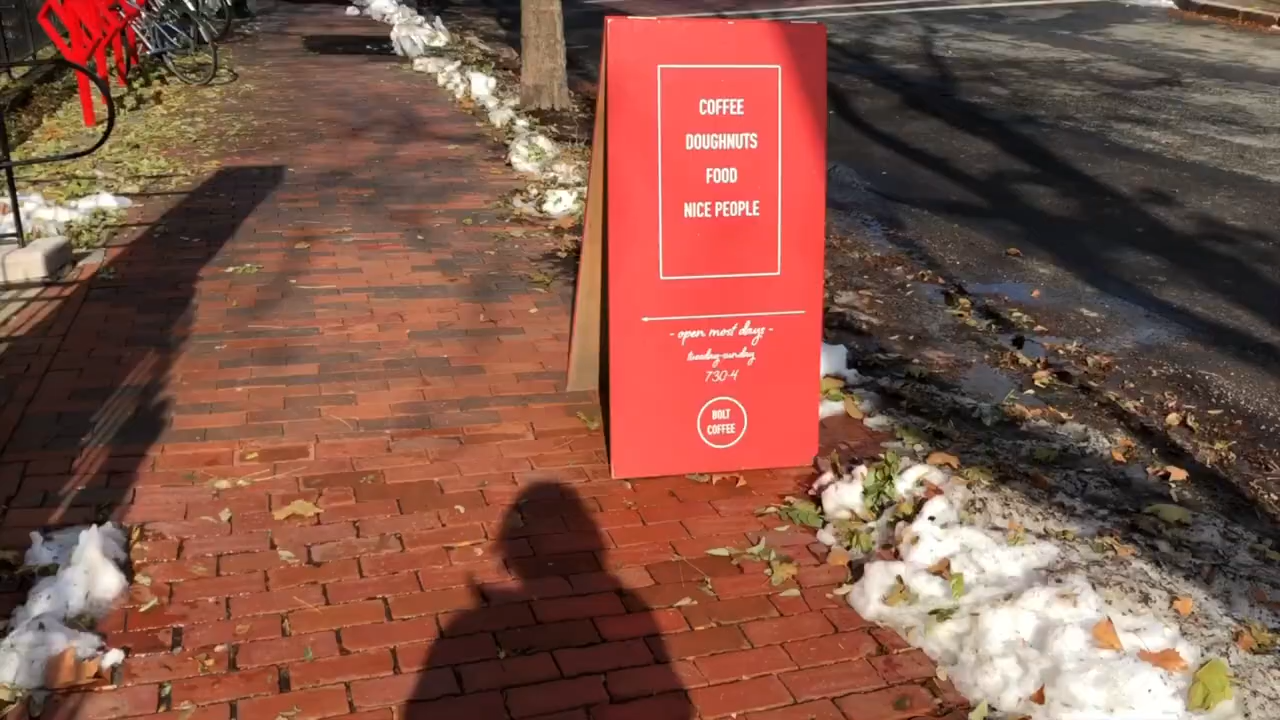 COFFEE
DOUGHNUTS
FOOD
NICE PEOPLE
- open most days -
tuesday-sunday
7:30-4
BOLT
COFFEE